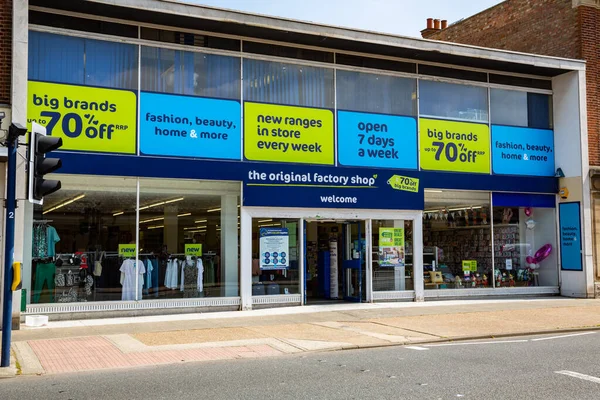 big brands
up to 70% off RRP
fashion, beauty,
home & more
new ranges
in store
every week
open
7 days
a week
big brands
up to 70% off RRP
fashion, beauty,
home & more
the original factory shop
up to 70% off
welcome
new
new
2